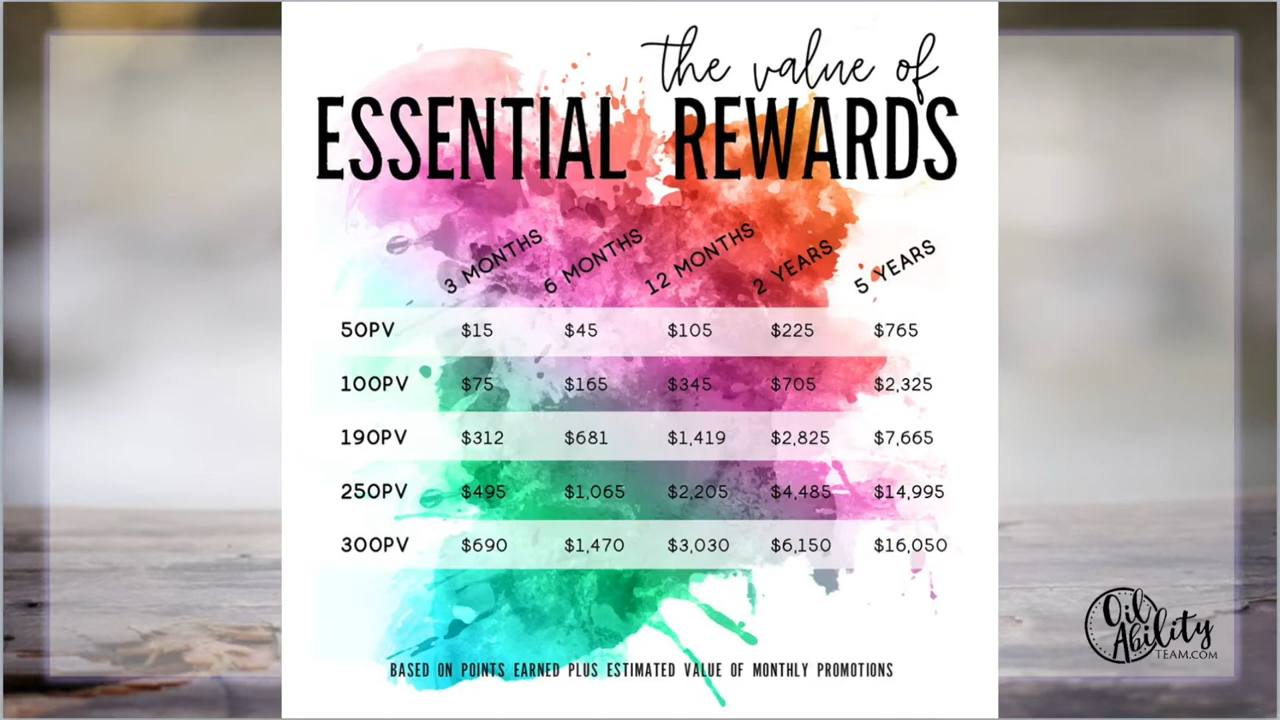 the value of
ESSENTIAL REWARDS
3 MONTHS 6 MONTHS 12 MONTHS 2 YEARS 5 YEARS
50PV $15 $45 $105 $225 $765
100PV $75 $165 $345 $705 $2,325
190PV $312 $681 $1,419 $2,825 $7,665
250PV $495 $1,065 $2,205 $4,485 $14,995
300PV $690 $1,470 $3,030 $6,150 $16,050
BASED ON POINTS EARNED PLUS ESTIMATED VALUE OF MONTHLY PROMOTIONS
Oil
Ability
TEAM.COM